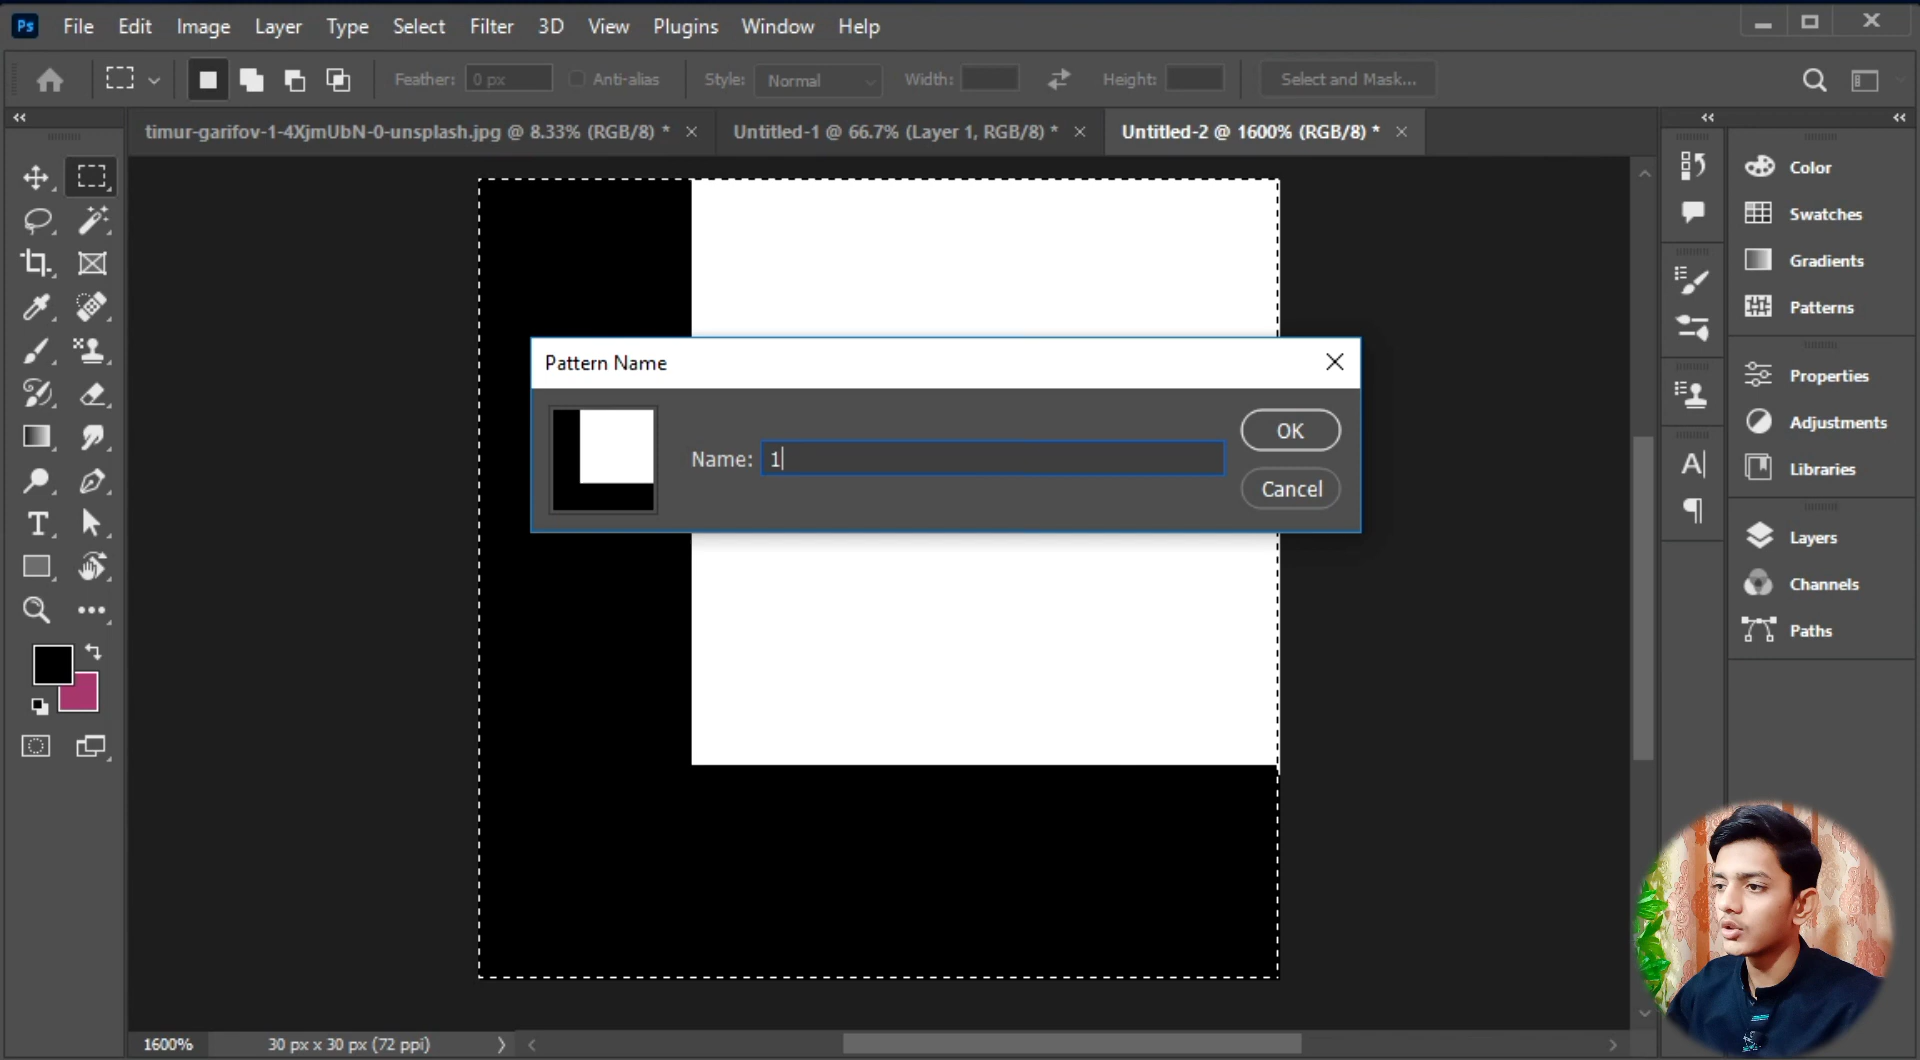 Ps File Edit Image Layer Type Select Filter 3D View Plugins Window Help
Feather: 0 px Anti-alias Style: Normal Width: Height: Select and Mask...
timur-garifov-1-4XjmUbN-0-unsplash.jpg @ 8.33% (RGB/8) * Untitled-1 @ 66.7% (Layer 1, RGB/8) * Untitled-2 @ 1600% (RGB/8) *
Color
Swatches
Gradients
Patterns
Properties
Adjustments
Libraries
Layers
Channels
Paths
Pattern Name
Name: 1
OK
Cancel
1600% 30 px x 30 px (72 ppi)